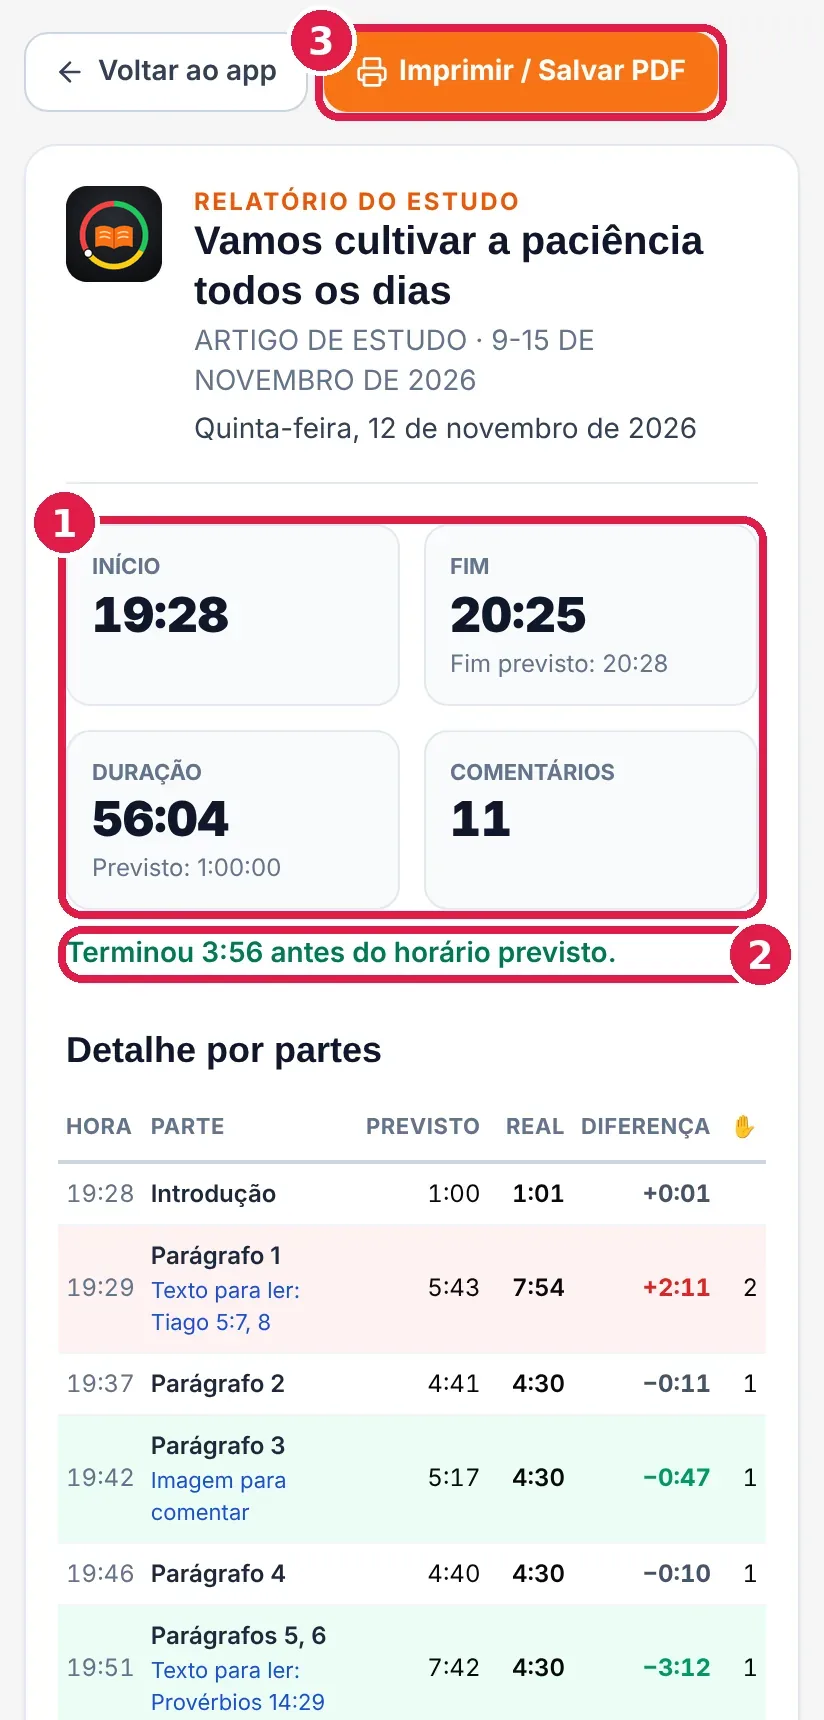 Voltar ao app
3
Imprimir / Salvar PDF
RELATÓRIO DO ESTUDO
Vamos cultivar a paciência
todos os dias
ARTIGO DE ESTUDO · 9-15 DE
NOVEMBRO DE 2026
Quinta-feira, 12 de novembro de 2026
1
INÍCIO
19:28
FIM
20:25
Fim previsto: 20:28
DURAÇÃO
56:04
Previsto: 1:00:00
COMENTÁRIOS
11
Terminou 3:56 antes do horário previsto.
2
Detalhe por partes
HORA PARTE PREVISTO REAL DIFERENÇA ✋
19:28 Introdução 1:00 1:01 +0:01
19:29 Parágrafo 1 5:43 7:54 +2:11 2
Texto para ler:
Tiago 5:7, 8
19:37 Parágrafo 2 4:41 4:30 −0:11 1
19:42 Parágrafo 3 5:17 4:30 −0:47 1
Imagem para
comentar
19:46 Parágrafo 4 4:40 4:30 −0:10 1
19:51 Parágrafos 5, 6 7:42 4:30 −3:12 1
Texto para ler:
Provérbios 14:29